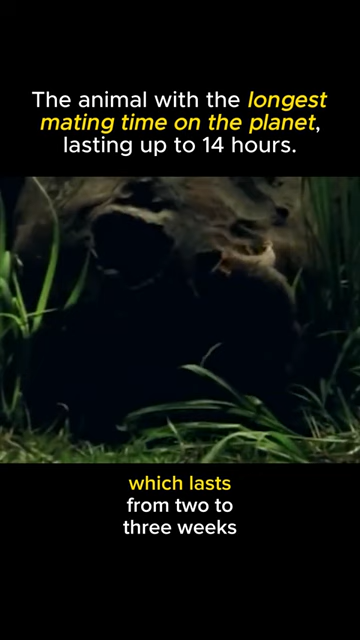 The animal with the longest
mating time on the planet,
lasting up to 14 hours.
which lasts
from two to
three weeks